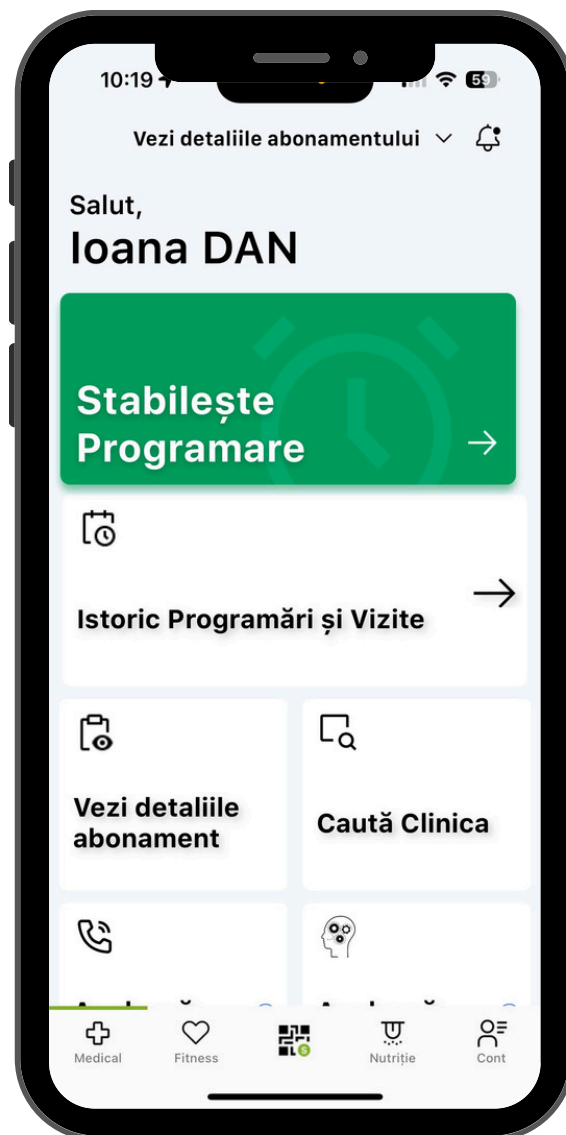 10:19
59
Vezi detaliile abonamentului
Salut,
Ioana DAN
Stabilește
Programare
Istoric Programări și Vizite
Vezi detaliile
abonament
Caută Clinica
Medical
Fitness
Nutriție
Cont